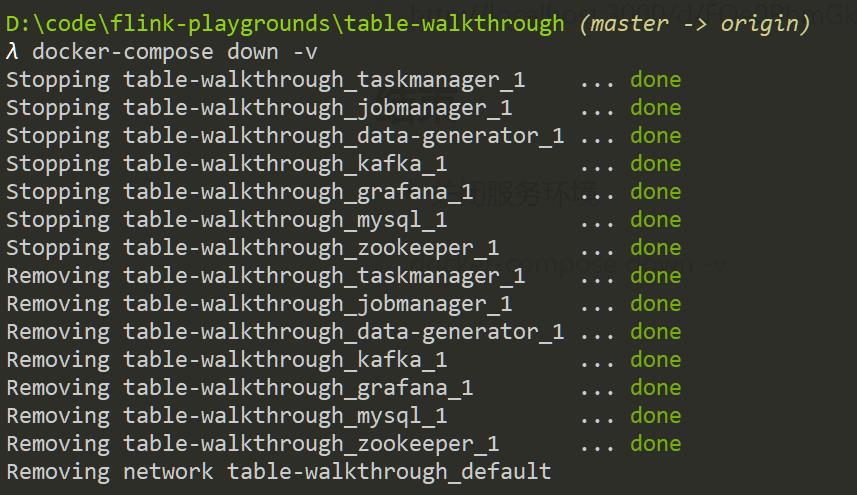 D:\code\flink-playgrounds\table-walkthrough (master -> origin)
λ docker-compose down -v
Stopping table-walkthrough_taskmanager_1 ... done
Stopping table-walkthrough_jobmanager_1 ... done
Stopping table-walkthrough_data-generator_1 ... done
Stopping table-walkthrough_kafka_1 ... done
Stopping table-walkthrough_grafana_1 ... done
Stopping table-walkthrough_mysql_1 ... done
Stopping table-walkthrough_zookeeper_1 ... done
Removing table-walkthrough_taskmanager_1 ... done
Removing table-walkthrough_jobmanager_1 ... done
Removing table-walkthrough_data-generator_1 ... done
Removing table-walkthrough_kafka_1 ... done
Removing table-walkthrough_grafana_1 ... done
Removing table-walkthrough_mysql_1 ... done
Removing table-walkthrough_zookeeper_1 ... done
Removing network table-walkthrough_default